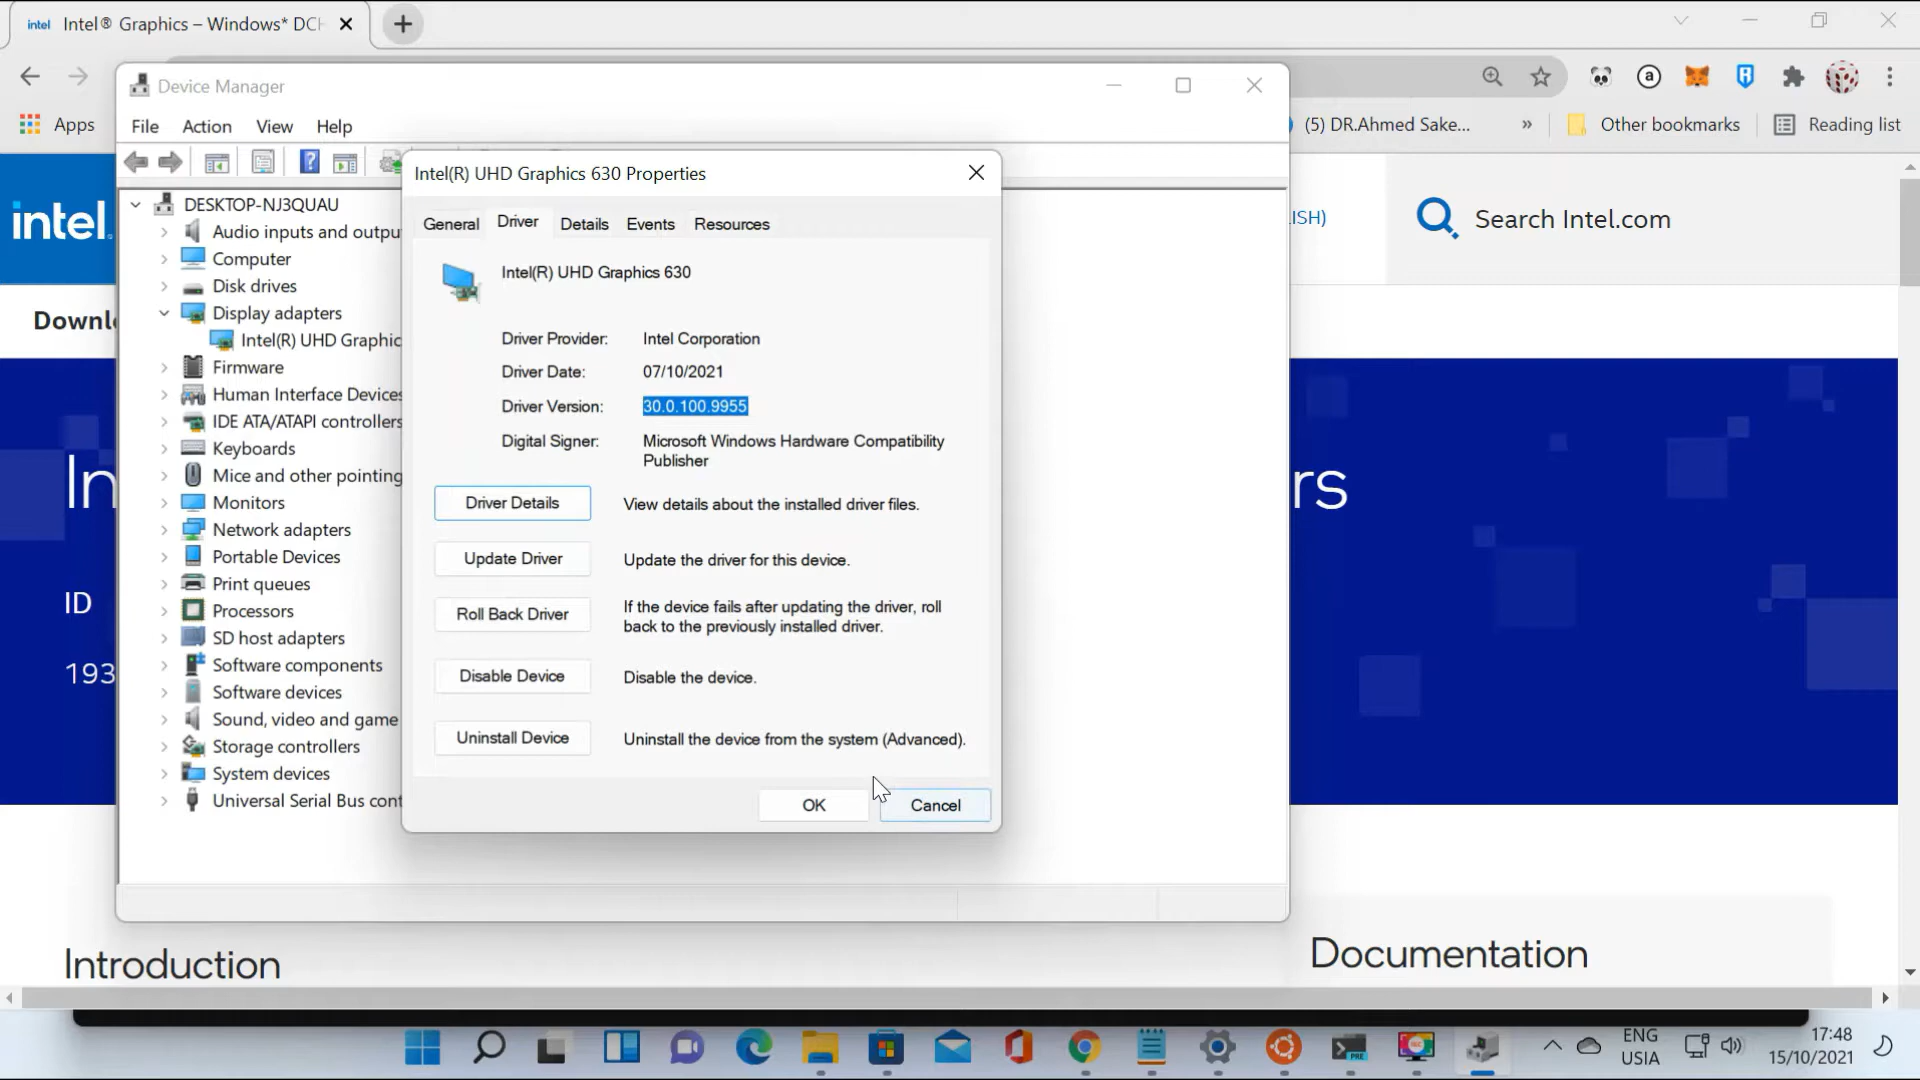 intel Intel® Graphics – Windows* DCH
Device Manager
(5) DR.Ahmed Sake...
»
Other bookmarks
Reading list
Apps
File Action View Help
Intel(R) UHD Graphics 630 Properties
General Driver Details Events Resources
Intel(R) UHD Graphics 630
Driver Provider: Intel Corporation
Driver Date: 07/10/2021
Driver Version: 30.0.100.9955
Digital Signer: Microsoft Windows Hardware Compatibility
Publisher
Driver Details View details about the installed driver files.
Update Driver Update the driver for this device.
Roll Back Driver If the device fails after updating the driver, roll
back to the previously installed driver.
Disable Device Disable the device.
Uninstall Device Uninstall the device from the system (Advanced).
OK Cancel
DESKTOP-NJ3QUAU
Audio inputs and outpu
Computer
Disk drives
Display adapters
Intel(R) UHD Graphic
Firmware
Human Interface Devices
IDE ATA/ATAPI controllers
Keyboards
Mice and other pointing
Monitors
Network adapters
Portable Devices
Print queues
Processors
SD host adapters
Software components
Software devices
Sound, video and game
Storage controllers
System devices
Universal Serial Bus cont
intel.
ISH)
Search Intel.com
Downl
In
rs
ID
193
Introduction
Documentation
ENG
USIA
17:48
15/10/2021